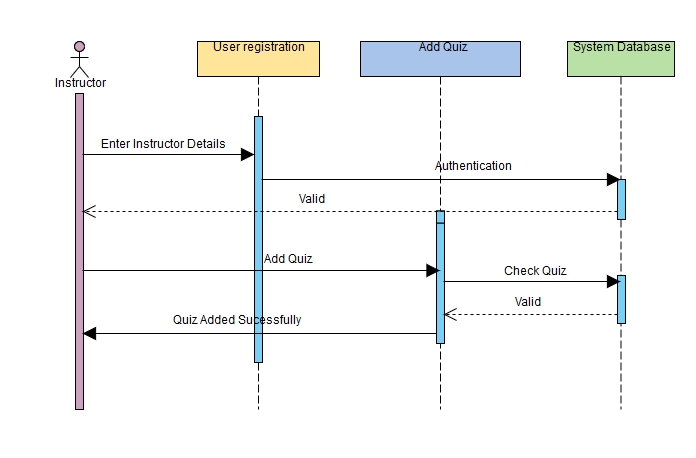 User registration
Add Quiz
System Database
Instructor
Enter Instructor Details
Authentication
Valid
Add Quiz
Check Quiz
Valid
Quiz Added Sucessfully